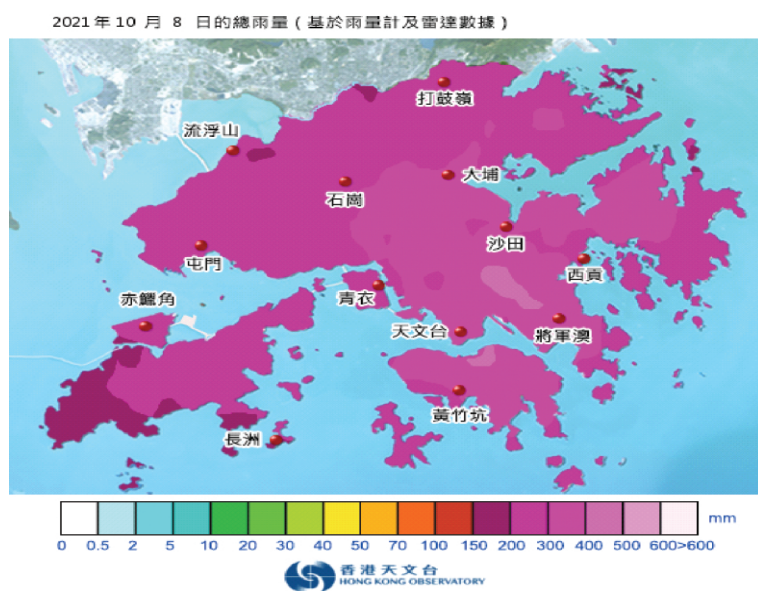 2021年 10 月 8 日的總雨量 ( 基於雨量計及雷達數據 )
打鼓嶺
流浮山
大埔
石崗
沙田
屯門
西貢
赤鱲角
青衣
天文台
將軍澳
黃竹坑
長洲
mm
0 0.5 2 5 10 20 30 40 50 70 100 150 200 300 400 500 600>600
香港天文台
HONG KONG OBSERVATORY